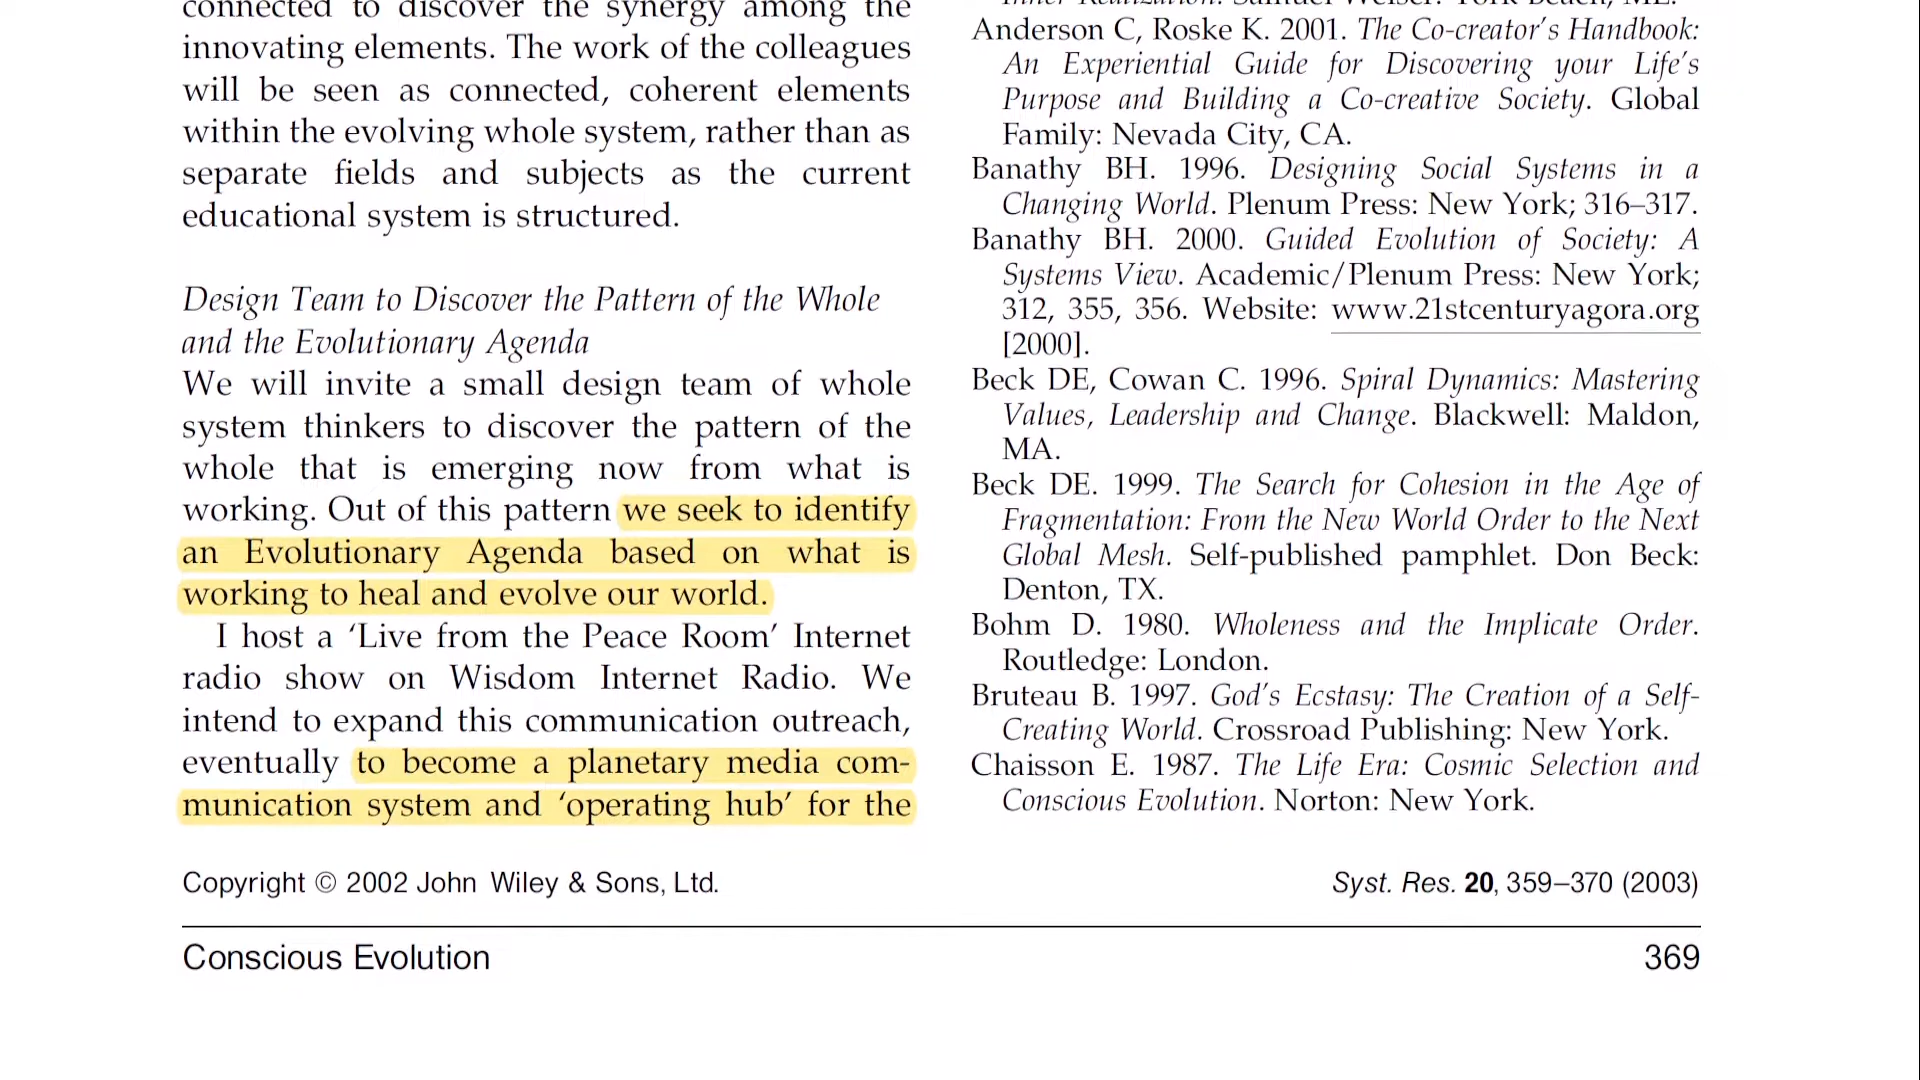 connected to discover the synergy among the
innovating elements. The work of the colleagues
will be seen as connected, coherent elements
within the evolving whole system, rather than as
separate fields and subjects as the current
educational system is structured.
Design Team to Discover the Pattern of the Whole
and the Evolutionary Agenda
We will invite a small design team of whole
system thinkers to discover the pattern of the
whole that is emerging now from what is
working. Out of this pattern we seek to identify
an Evolutionary Agenda based on what is
working to heal and evolve our world.
I host a ‘Live from the Peace Room’ Internet
radio show on Wisdom Internet Radio. We
intend to expand this communication outreach,
eventually to become a planetary media com-
munication system and ‘operating hub’ for the
Inner Realization. Samuel Weiser: York Beach, ME.
Anderson C, Roske K. 2001. The Co-creator’s Handbook:
An Experiential Guide for Discovering your Life’s
Purpose and Building a Co-creative Society. Global
Family: Nevada City, CA.
Banathy BH. 1996. Designing Social Systems in a
Changing World. Plenum Press: New York; 316–317.
Banathy BH. 2000. Guided Evolution of Society: A
Systems View. Academic/Plenum Press: New York;
312, 355, 356. Website: www.21stcenturyagora.org
[2000].
Beck DE, Cowan C. 1996. Spiral Dynamics: Mastering
Values, Leadership and Change. Blackwell: Maldon,
MA.
Beck DE. 1999. The Search for Cohesion in the Age of
Fragmentation: From the New World Order to the Next
Global Mesh. Self-published pamphlet. Don Beck:
Denton, TX.
Bohm D. 1980. Wholeness and the Implicate Order.
Routledge: London.
Bruteau B. 1997. God’s Ecstasy: The Creation of a Self-
Creating World. Crossroad Publishing: New York.
Chaisson E. 1987. The Life Era: Cosmic Selection and
Conscious Evolution. Norton: New York.
Copyright © 2002 John Wiley & Sons, Ltd.
Syst. Res. 20, 359–370 (2003)
Conscious Evolution
369